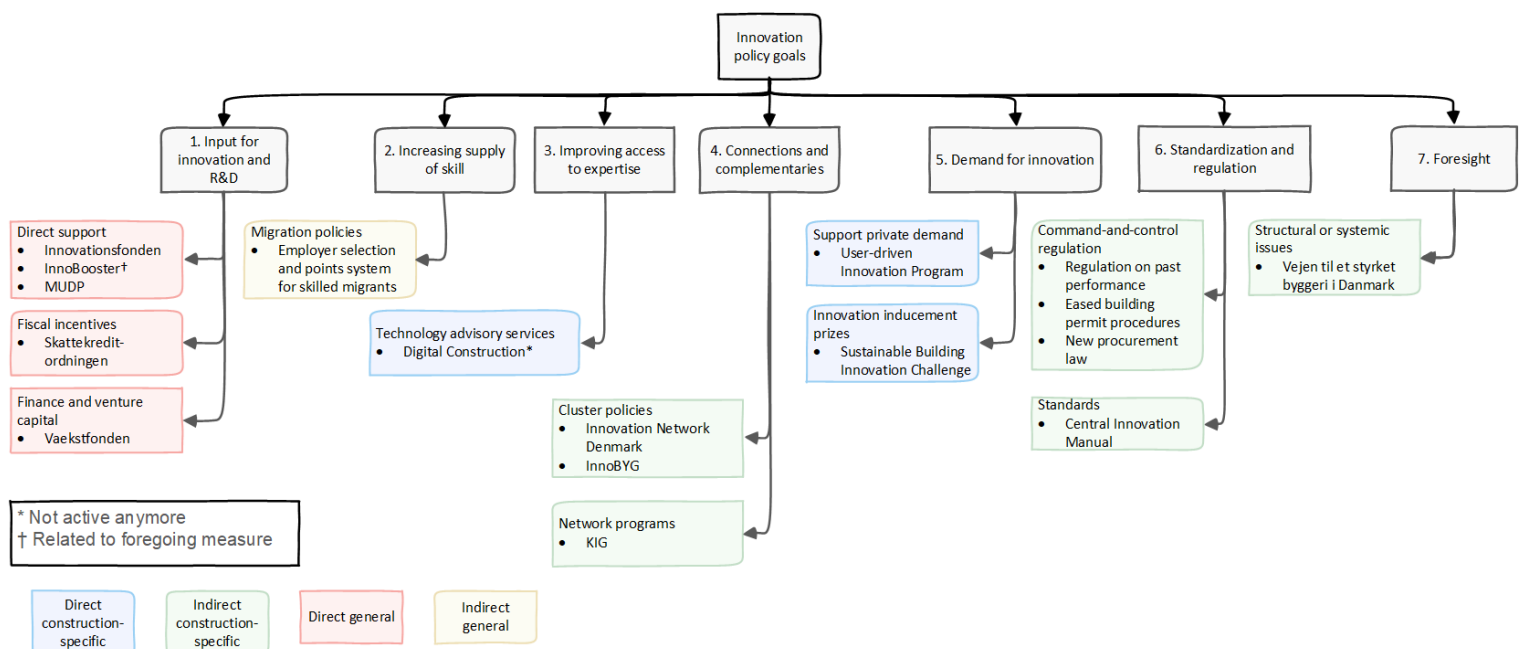 Innovation
policy goals
1. Input for
innovation and
R&D
2. Increasing supply
of skill
3. Improving access
to expertise
4. Connections and
complementaries
5. Demand for innovation
6. Standardization and
regulation
7. Foresight
Direct support
• Innovationsfonden
• InnoBooster†
• MUDP
Fiscal incentives
• Skattekredit-
ordningen
Finance and venture
capital
• Vaekstfonden
Migration policies
• Employer selection
and points system
for skilled migrants
Technology advisory services
• Digital Construction*
Cluster policies
• Innovation Network
Denmark
• InnoBYG
Network programs
• KIG
Support private demand
• User-driven
Innovation Program
Innovation inducement
prizes
• Sustainable Building
Innovation Challenge
Command-and-control
regulation
• Regulation on past
performance
• Eased building
permit procedures
• New procurement
law
Standards
• Central Innovation
Manual
Structural or systemic
issues
• Vejen til et styrket
byggeri i Danmark
* Not active anymore
† Related to foregoing measure
Direct
construction-
specific
Indirect
construction-
specific
Direct general
Indirect
general